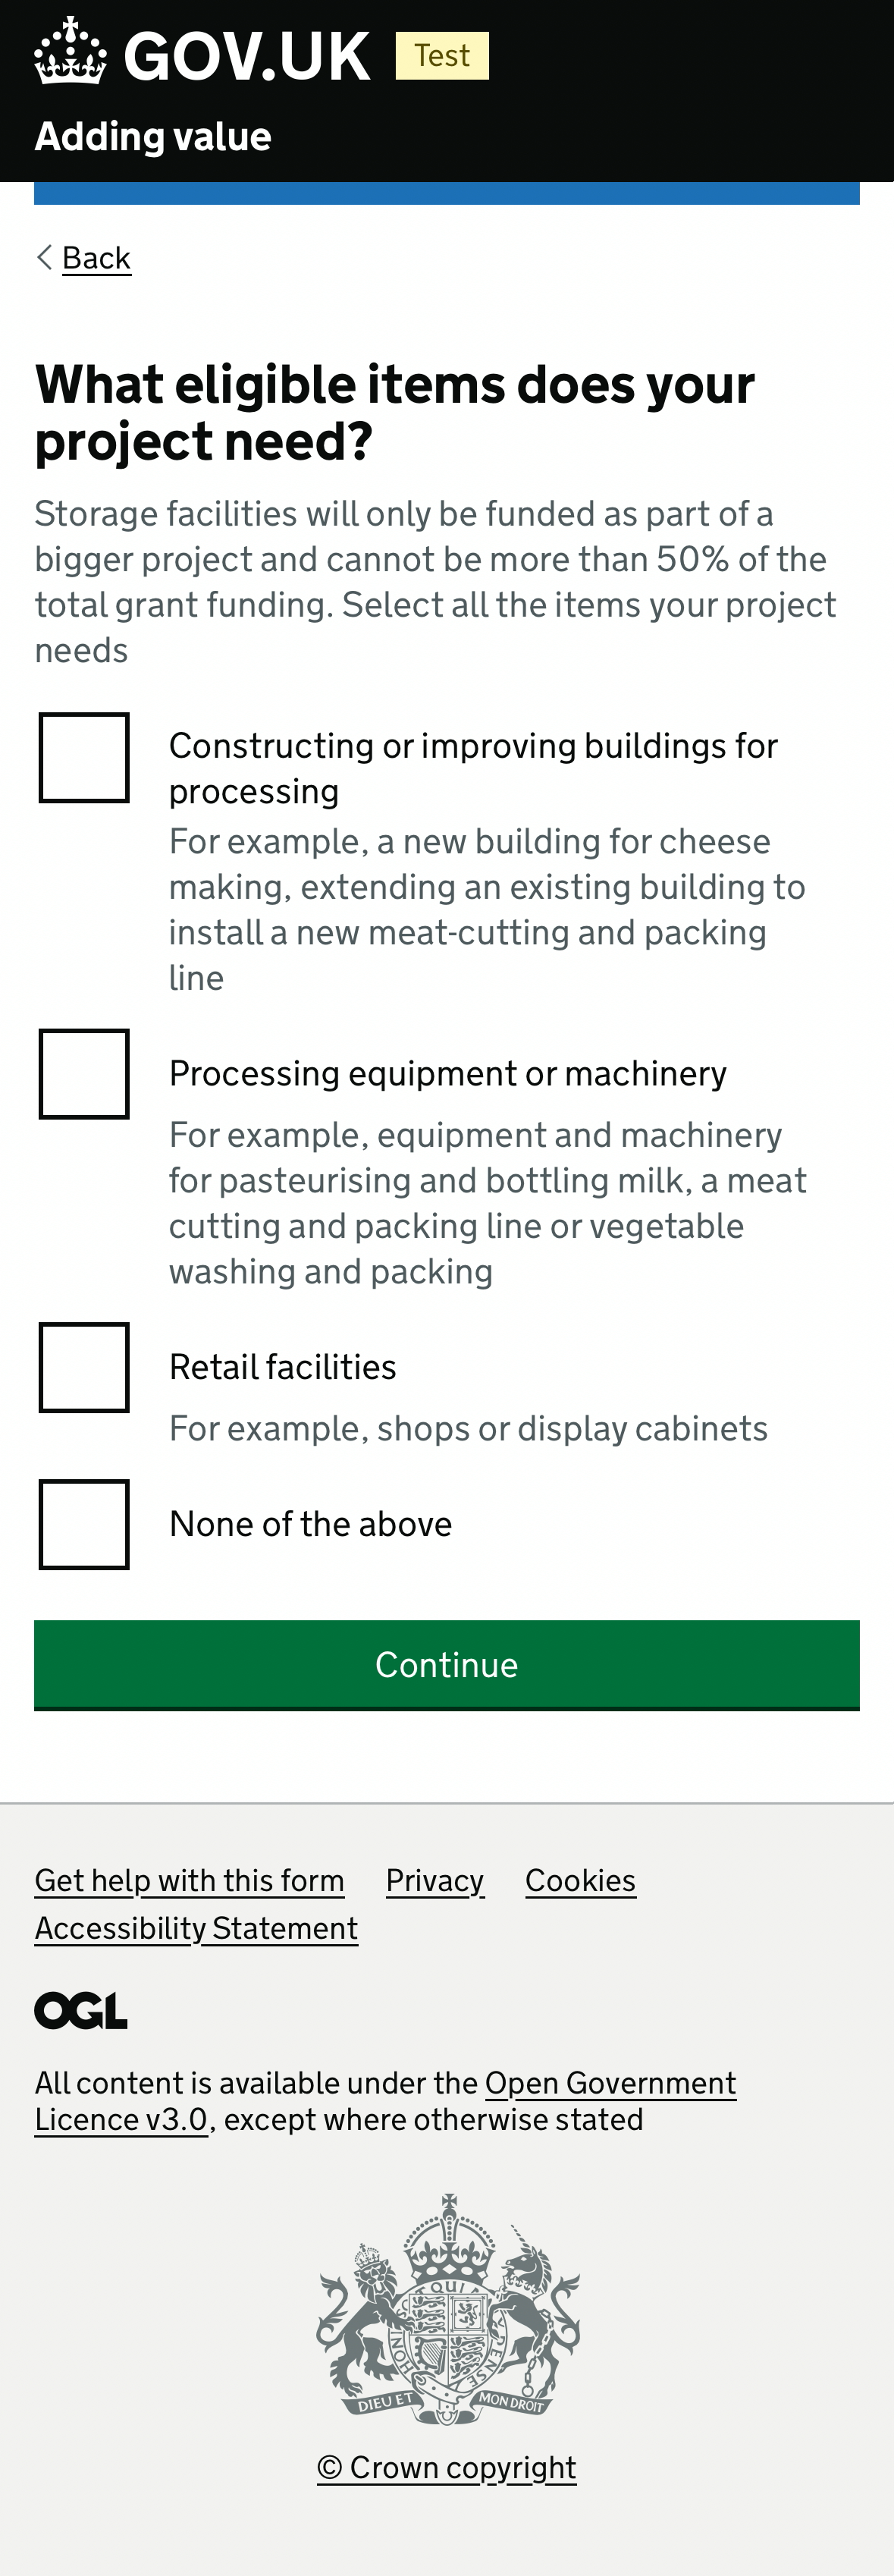 GOV.UK Test
Adding value
Back
What eligible items does your
project need?
Storage facilities will only be funded as part of a
bigger project and cannot be more than 50% of the
total grant funding. Select all the items your project
needs
Constructing or improving buildings for
processing
For example, a new building for cheese
making, extending an existing building to
install a new meat-cutting and packing
line
Processing equipment or machinery
For example, equipment and machinery
for pasteurising and bottling milk, a meat
cutting and packing line or vegetable
washing and packing
Retail facilities
For example, shops or display cabinets
None of the above
Continue
Get help with this form Privacy Cookies
Accessibility Statement
OGL
All content is available under the Open Government
Licence v3.0, except where otherwise stated
DIEU ET MON DROIT
© Crown copyright